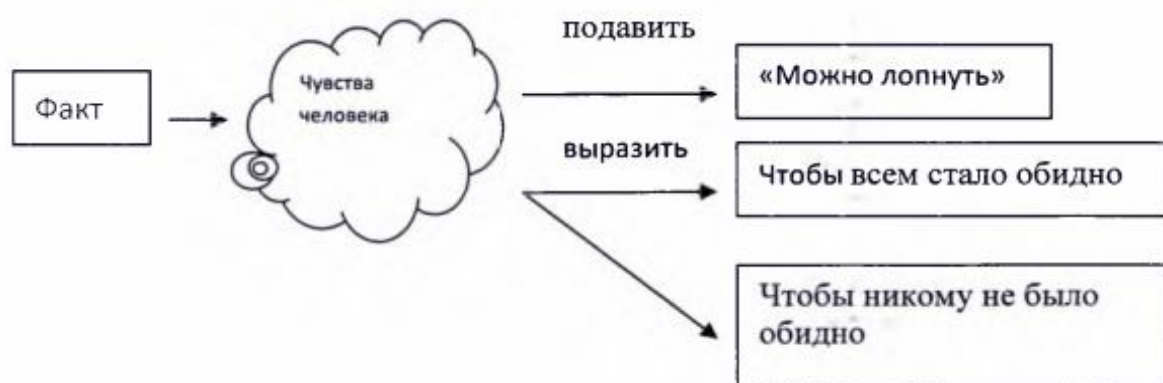 подавить
«Можно лопнуть»
Чувства
человека
Факт
выразить
Чтобы всем стало обидно
Чтобы никому не было
обидно